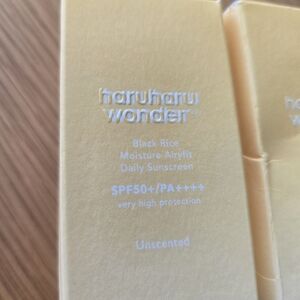 haruharu
wonder
Black Rice
Moisture Airyfit
Daily Sunscreen
SPF50+/PA++++
very high protection
Unscented